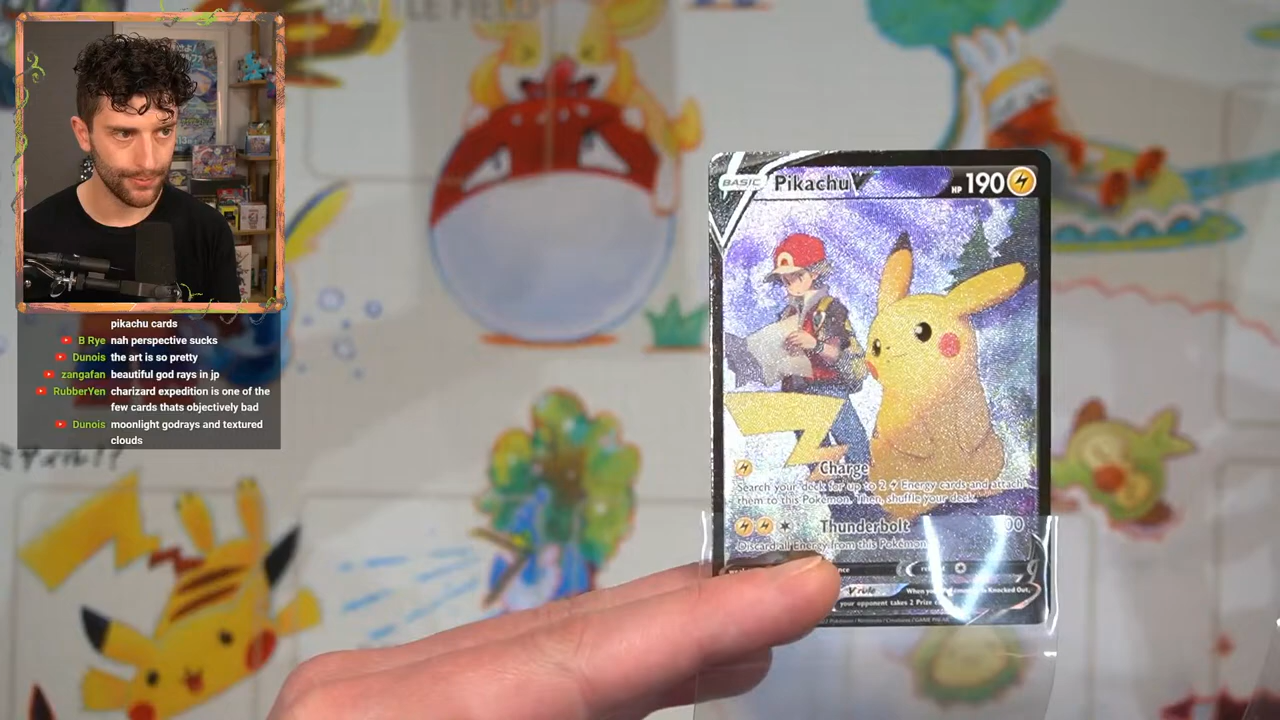 BATTLE FIELD
BASIC Pikachu V HP 190
pikachu cards
B Rye nah perspective sucks
Dunois the art is so pretty
zangafan beautiful god rays in jp
RubberYen charizard expedition is one of the
few cards thats objectively bad
Dunois moonlight godrays and textured
clouds
Charge
Search your deck for up to 2 Energy cards and attach
them to this Pokémon. Then, shuffle your deck.
Thunderbolt
Discard all Energy from this Pokémon
V rule
your opponent takes 2 Prize